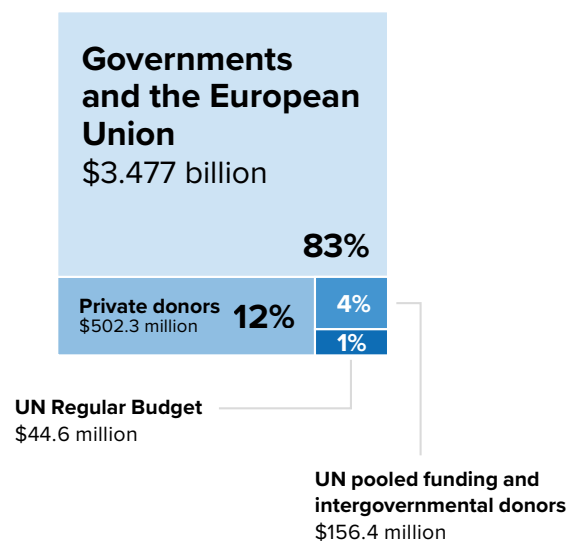 Governments
and the European
Union
$3.477 billion
83%
Private donors
$502.3 million
12%
4%
1%
UN Regular Budget
$44.6 million
UN pooled funding and
intergovernmental donors
$156.4 million